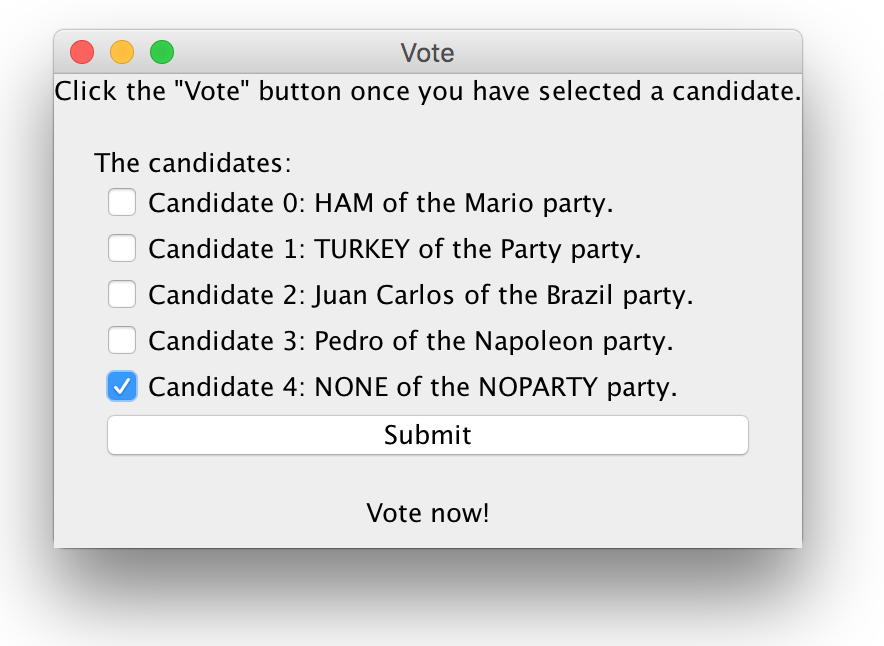 Vote
Click the "Vote" button once you have selected a candidate.
The candidates:
Candidate 0: HAM of the Mario party.
Candidate 1: TURKEY of the Party party.
Candidate 2: Juan Carlos of the Brazil party.
Candidate 3: Pedro of the Napoleon party.
Candidate 4: NONE of the NOPARTY party.
Submit
Vote now!